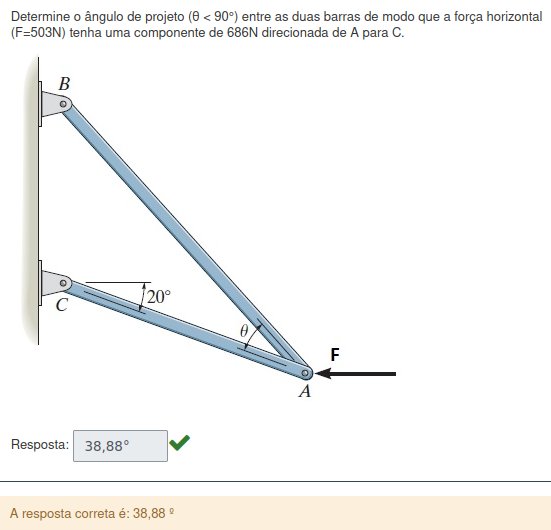 Determine o ângulo de projeto (θ < 90°) entre as duas barras de modo que a força horizontal
(F=503N) tenha uma componente de 686N direcionada de A para C.
B
20°
C
θ
F
A
Resposta: 38,88°
A resposta correta é: 38,88 º